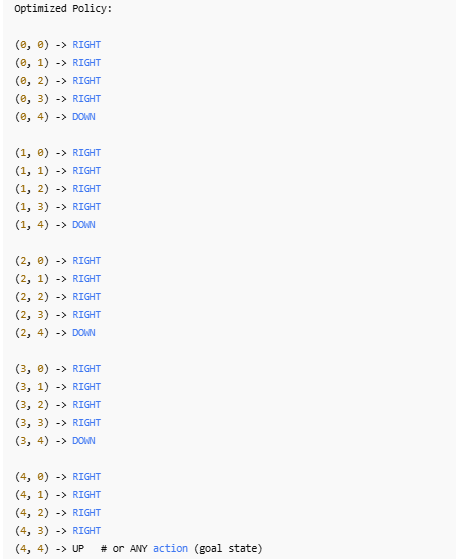 Optimized Policy:
(0, 0) -> RIGHT
(0, 1) -> RIGHT
(0, 2) -> RIGHT
(0, 3) -> RIGHT
(0, 4) -> DOWN
(1, 0) -> RIGHT
(1, 1) -> RIGHT
(1, 2) -> RIGHT
(1, 3) -> RIGHT
(1, 4) -> DOWN
(2, 0) -> RIGHT
(2, 1) -> RIGHT
(2, 2) -> RIGHT
(2, 3) -> RIGHT
(2, 4) -> DOWN
(3, 0) -> RIGHT
(3, 1) -> RIGHT
(3, 2) -> RIGHT
(3, 3) -> RIGHT
(3, 4) -> DOWN
(4, 0) -> RIGHT
(4, 1) -> RIGHT
(4, 2) -> RIGHT
(4, 3) -> RIGHT
(4, 4) -> UP   # or ANY action (goal state)